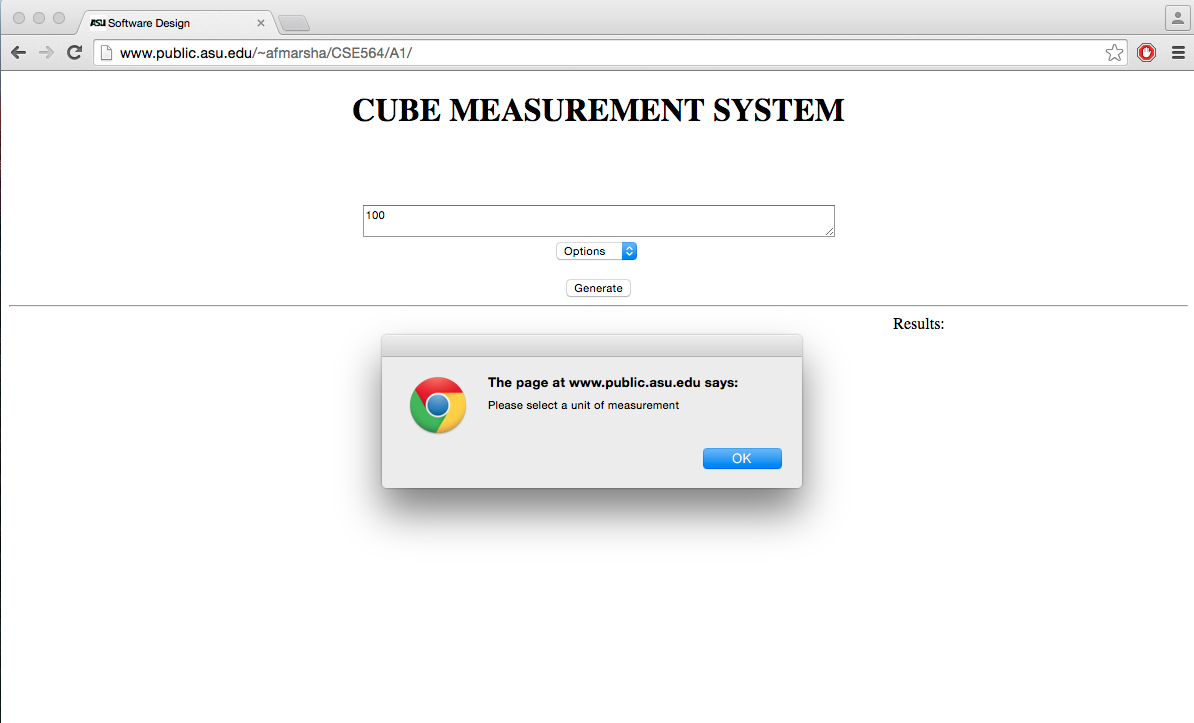 ASU Software Design
www.public.asu.edu/~afmarsha/CSE564/A1/
CUBE MEASUREMENT SYSTEM
100
Options
Generate
Results:
The page at www.public.asu.edu says:
Please select a unit of measurement
OK